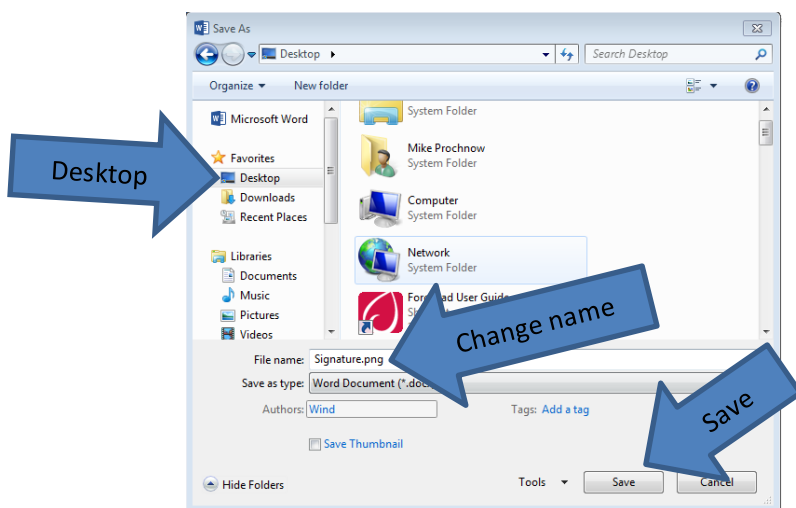 Save As
Desktop
Search Desktop
Organize
New folder
Microsoft Word
Favorites
Desktop
Downloads
Recent Places
Libraries
Documents
Music
Pictures
Videos
System Folder
Mike Prochnow
System Folder
Computer
System Folder
Network
System Folder
User Guide
Desktop
Change name
File name: Signature.png
Save as type: Word Document (*.doc
Authors: Wind
Tags: Add a tag
Save Thumbnail
Save
Hide Folders
Tools
Save
Cancel